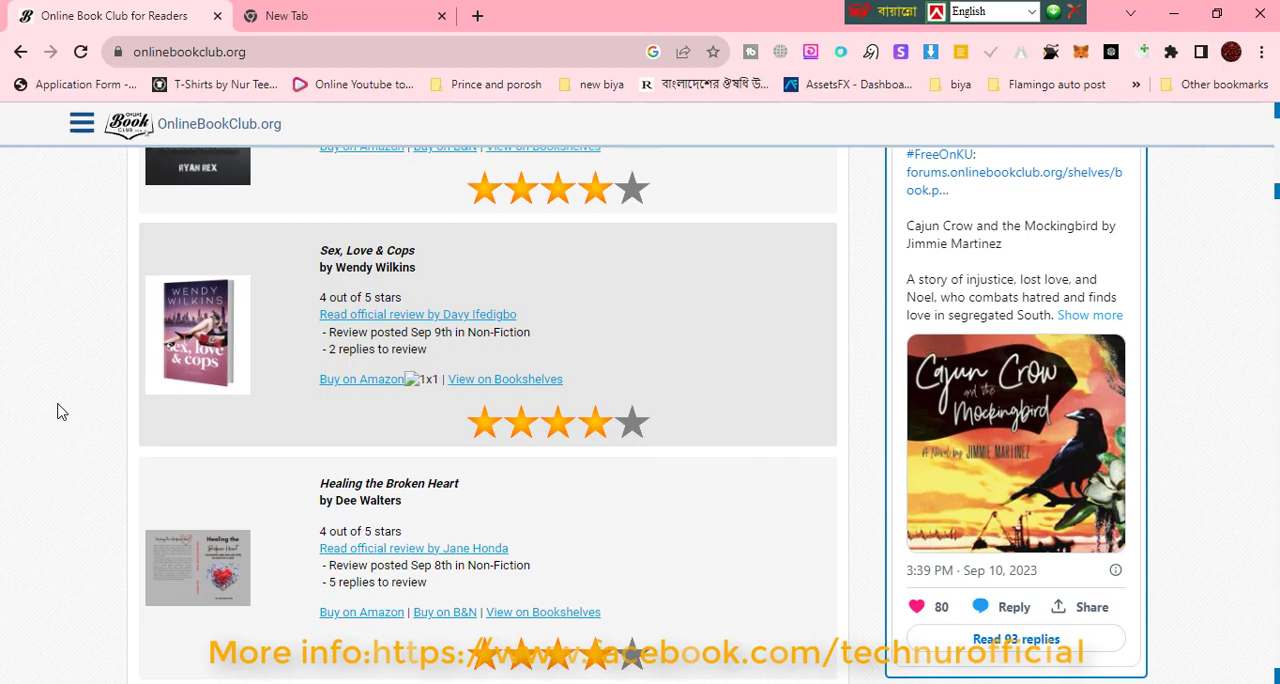 Online Book Club for Readers
New Tab
বায়ান্নো
English
onlinebookclub.org
Application Form -...
T-Shirts by Nur Tee...
Online Youtube to...
Prince and porosh
new biya
বাংলাদেশের ঔষধি উ...
AssetsFX - Dashboa...
biya
Flamingo auto post
»
Other bookmarks
Book
CLUB
OnlineBookClub.org
RYAN REX
Buy on Amazon | Buy on B&N | View on Bookshelves
Sex, Love & Cops
by Wendy Wilkins
4 out of 5 stars
Read official review by Davy Ifedigbo
- Review posted Sep 9th in Non-Fiction
- 2 replies to review
Buy on Amazon 1x1 | View on Bookshelves
WENDY
WILKINS
sex, love
& cops
Healing the Broken Heart
by Dee Walters
4 out of 5 stars
Read official review by Jane Honda
- Review posted Sep 8th in Non-Fiction
- 5 replies to review
Buy on Amazon | Buy on B&N | View on Bookshelves
Healing the
#FreeOnKU:
forums.onlinebookclub.org/shelves/b
ook.p...
Cajun Crow and the Mockingbird by
Jimmie Martinez
A story of injustice, lost love, and
Noel, who combats hatred and finds
love in segregated South. Show more
Cajun Crow
and the
Mockingbird
A Novel by JIMMIE MARTINEZ
3:39 PM · Sep 10, 2023
80
Reply
Share
Read 93 replies
More info:https://www.facebook.com/technurofficial